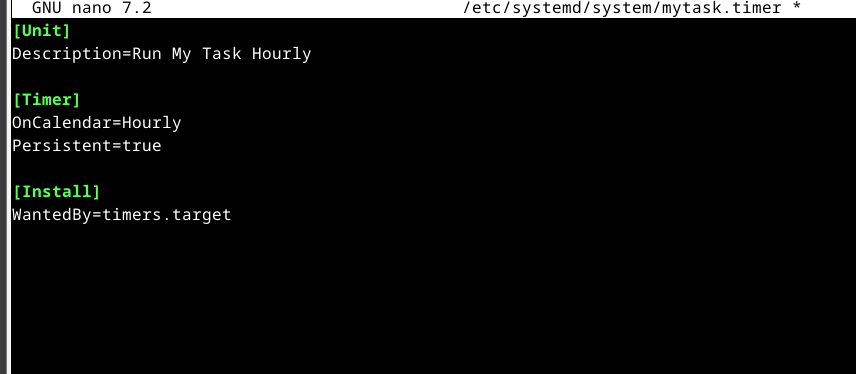 GNU nano 7.2 /etc/systemd/system/mytask.timer *
[Unit]
Description=Run My Task Hourly
[Timer]
OnCalendar=Hourly
Persistent=true
[Install]
WantedBy=timers.target